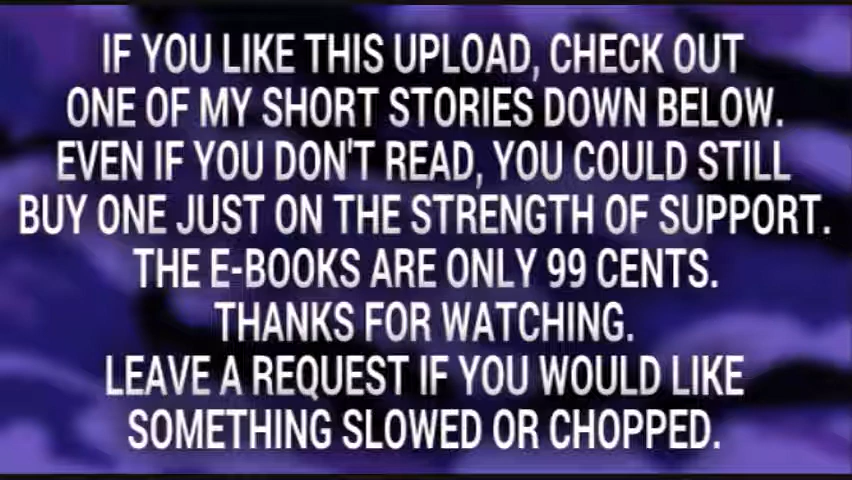 IF YOU LIKE THIS UPLOAD, CHECK OUT
ONE OF MY SHORT STORIES DOWN BELOW.
EVEN IF YOU DON'T READ, YOU COULD STILL
BUY ONE JUST ON THE STRENGTH OF SUPPORT.
THE E-BOOKS ARE ONLY 99 CENTS.
THANKS FOR WATCHING.
LEAVE A REQUEST IF YOU WOULD LIKE
SOMETHING SLOWED OR CHOPPED.